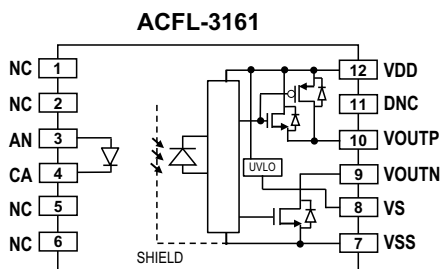 ACFL-3161
NC 1
NC 2
AN 3
CA 4
NC 5
NC 6
12 VDD
11 DNC
10 VOUTP
9 VOUTN
8 VS
7 VSS
UVLO
SHIELD